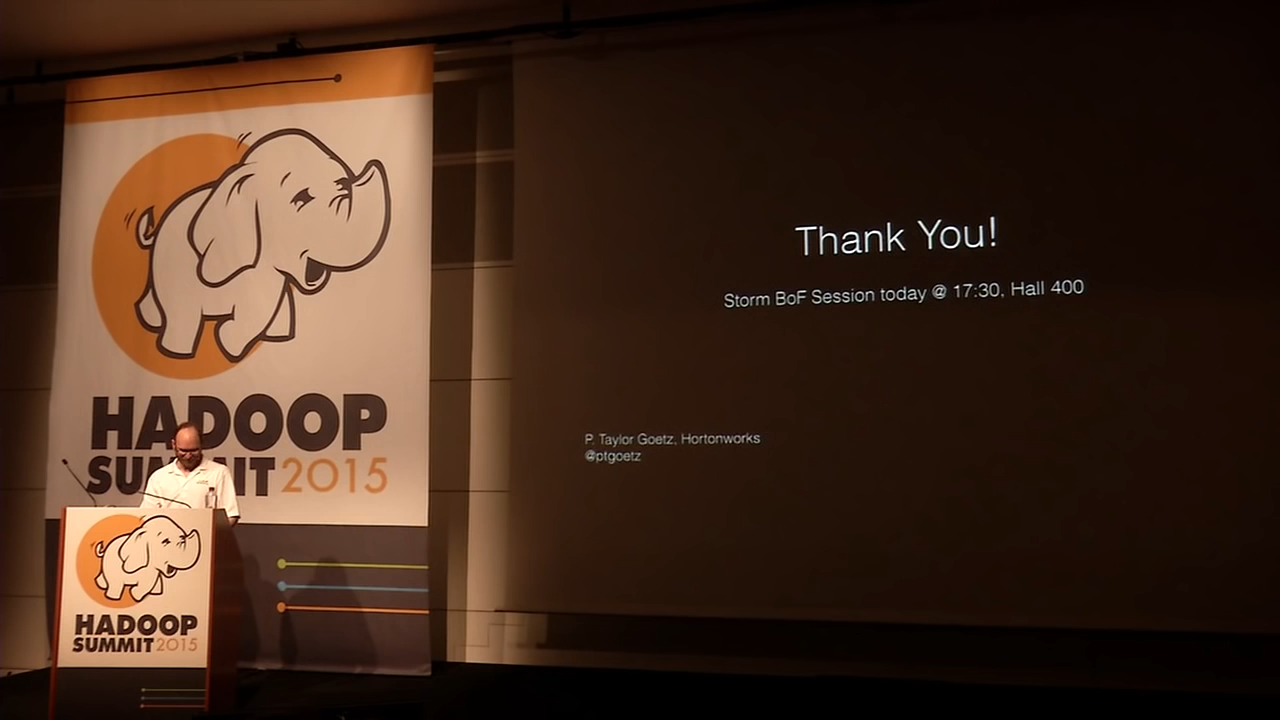 HADOOP
SUMMIT 2015
Thank You!
Storm BoF Session today @ 17:30, Hall 400
P. Taylor Goetz, Hortonworks
@ptgoetz
HADOOP
SUMMIT 2015